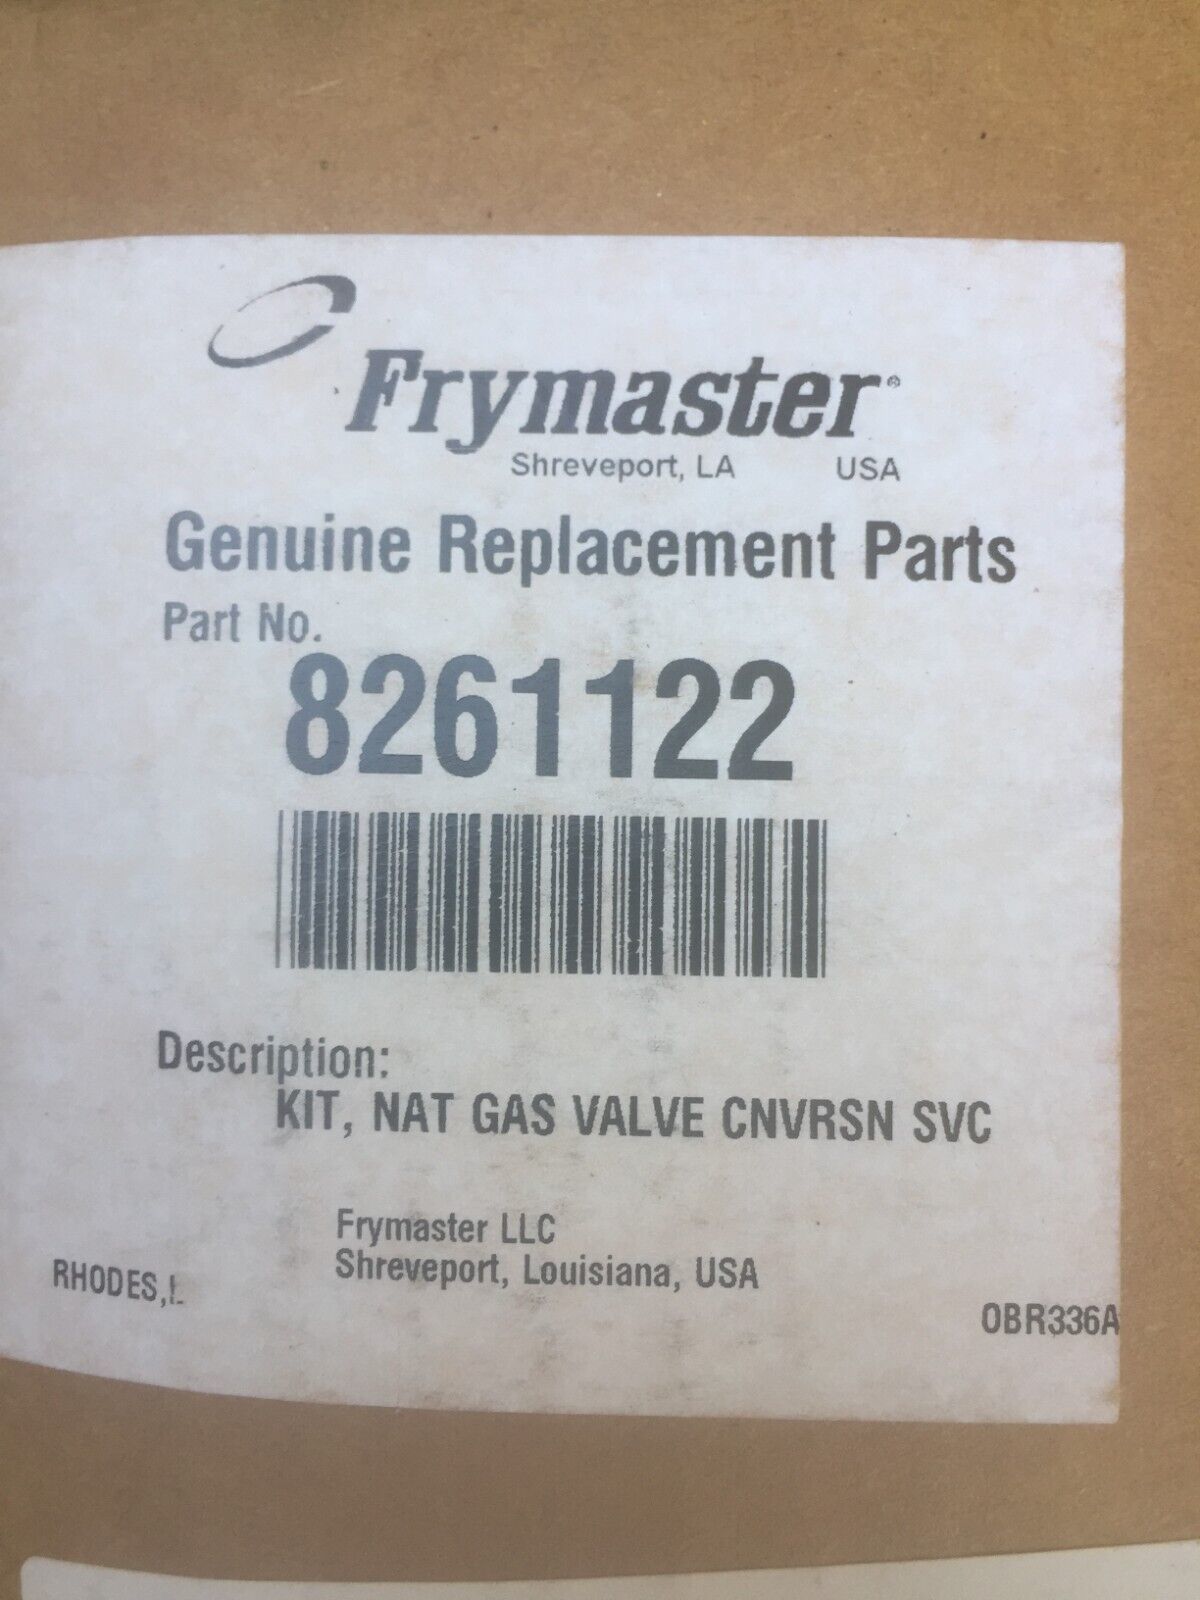 Frymaster®
Shreveport, LA USA
Genuine Replacement Parts
Part No.
8261122
Description:
KIT, NAT GAS VALVE CNVRSN SVC
Frymaster LLC
Shreveport, Louisiana, USA
RHODES,
OBR336A